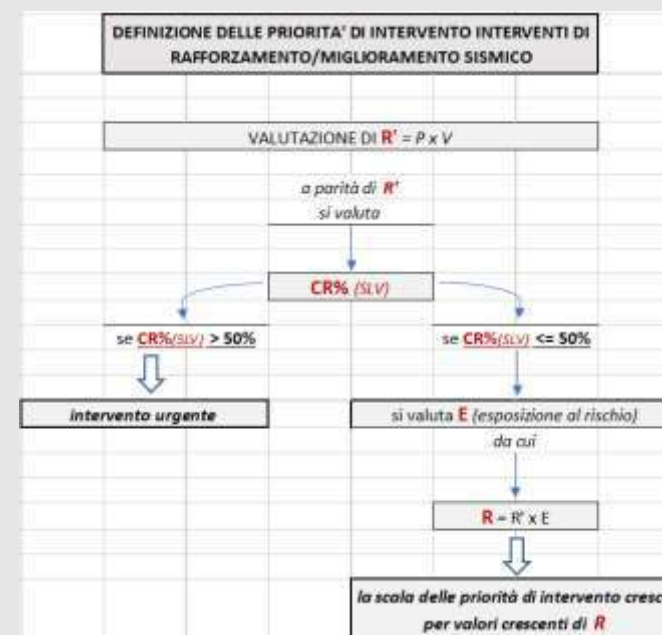 DEFINIZIONE DELLE PRIORITA' DI INTERVENTO INTERVENTI DI
RAFFORZAMENTO/MIGLIORAMENTO SISMICO
VALUTAZIONE DI R' = P x V
a parità di R'
si valuta
CR% (SLV)
se CR%(SLV) > 50%
se CR%(SLV) <= 50%
intervento urgente
si valuta E (esposizione al rischio)
da cui
R = R' x E
la scala delle priorità di intervento cresc
per valori crescenti di R